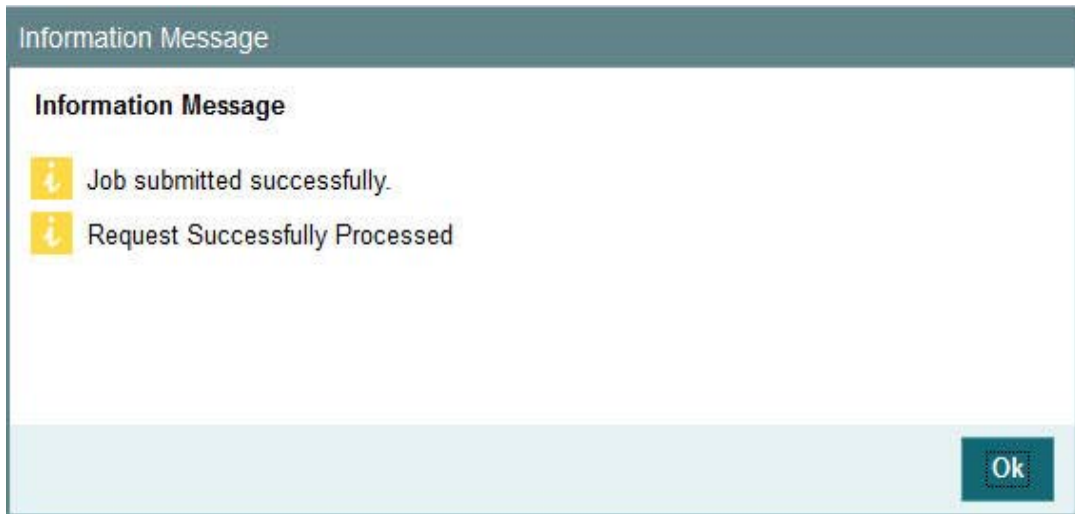 Information Message
Information Message
Job submitted successfully.
Request Successfully Processed
Ok